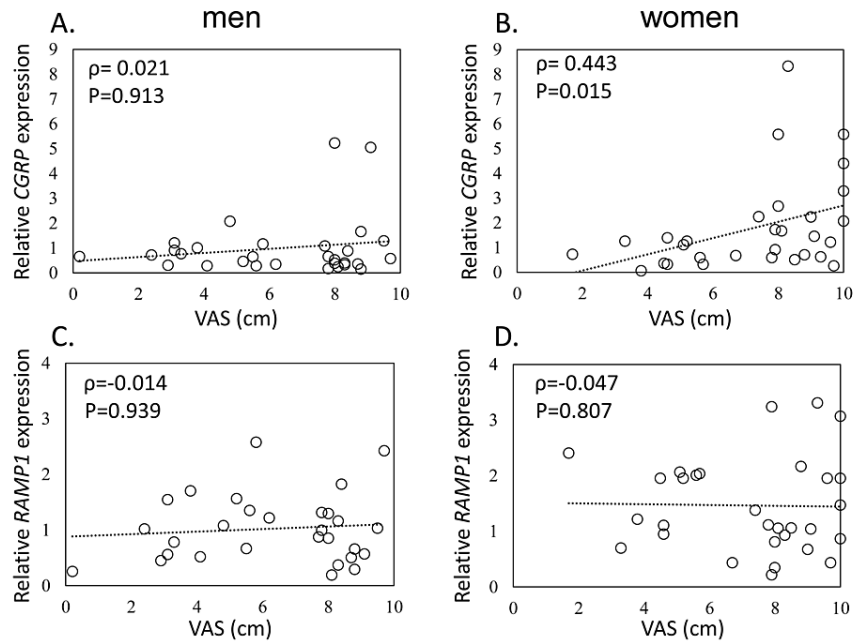 men
women
A.
Relative CGRP expression
9
8
7
6
5
4
3
2
1
0
ρ= 0.021
P=0.913
0
2
4
6
8
10
VAS (cm)
B.
Relative CGRP expression
9
8
7
6
5
4
3
2
1
0
ρ= 0.443
P=0.015
0
2
4
6
8
10
VAS (cm)
C.
Relative RAMP1 expression
4
3
2
1
0
ρ=-0.014
P=0.939
0
2
4
6
8
10
VAS (cm)
D.
Relative RAMP1 expression
4
3
2
1
0
ρ=-0.047
P=0.807
0
2
4
6
8
10
VAS (cm)